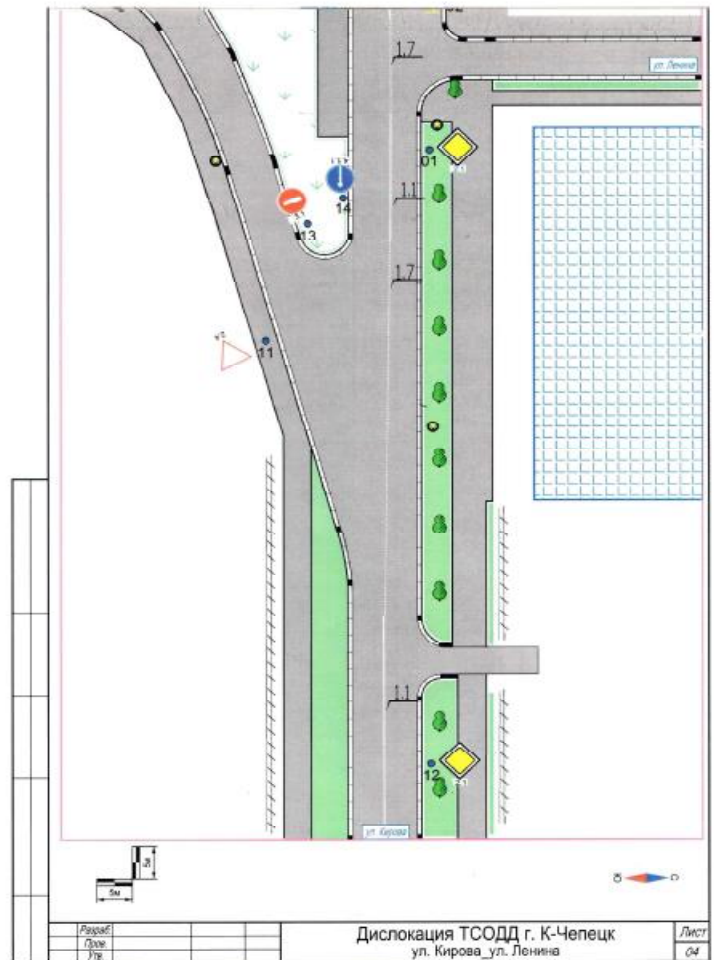 1.7
ул. Ленина
01
1.1
14
13
1.7
11
1.1
12
ул. Кирова
5м
5м
Ю
С
Разраб.
Пров.
Утв.
Дислокация ТСОДД г. К-Чепецк
ул. Кирова_ул. Ленина
Лист
04